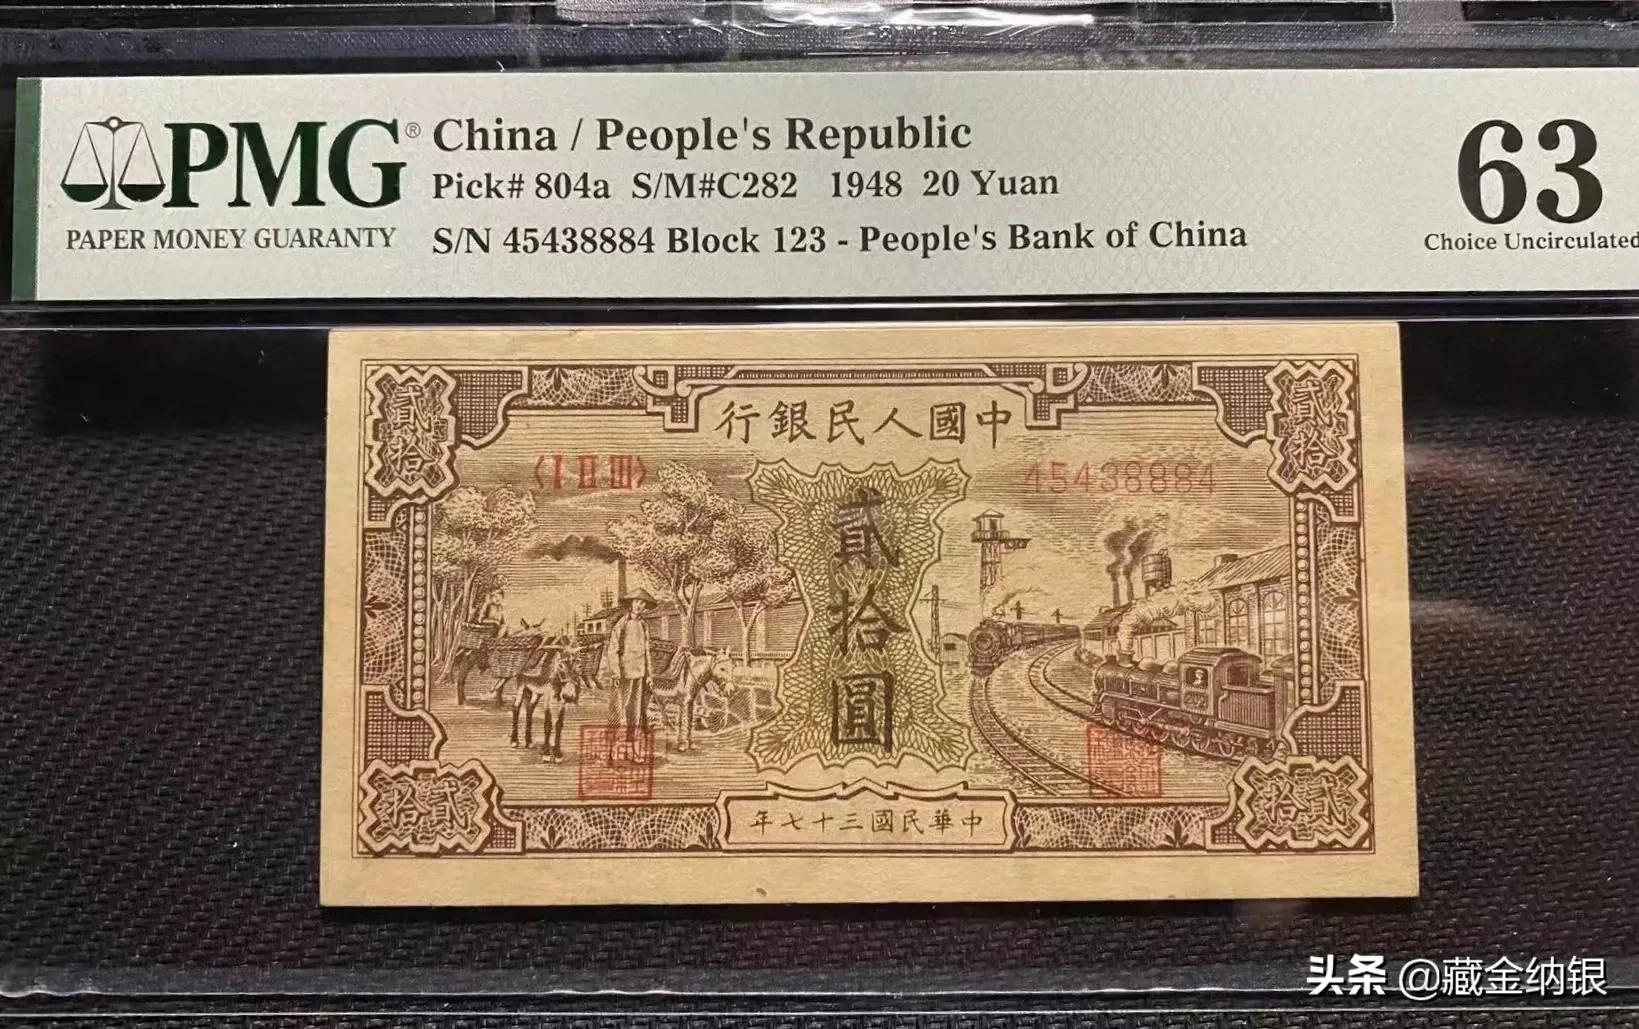 PMG® China / People's Republic
Pick# 804a S/M#C282 1948 20 Yuan
S/N 45438884 Block 123 - People's Bank of China
PAPER MONEY GUARANTY
63
Choice Uncirculated
行銀民人國中
貳拾
貳拾
〈I II III〉
45438884
貳拾圓
202
拾貳
年七十三國民華中
拾貳
头条 @藏金纳银